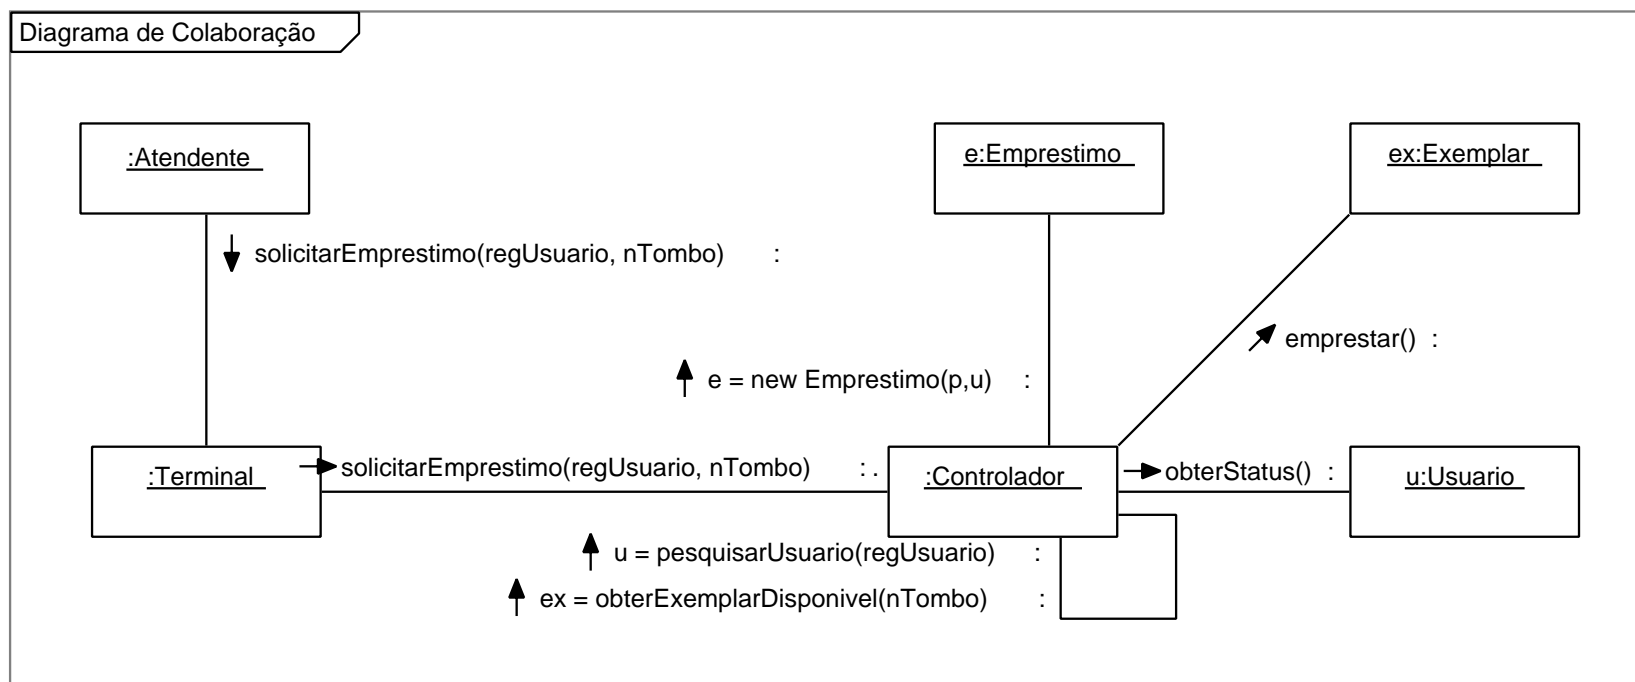 Diagrama de Colaboração
:Atendente
e:Emprestimo
ex:Exemplar
solicitarEmprestimo(regUsuario, nTombo) :
emprestar() :
e = new Emprestimo(p,u) :
:Terminal
solicitarEmprestimo(regUsuario, nTombo) : .
:Controlador
obterStatus() :
u:Usuario
u = pesquisarUsuario(regUsuario) :
ex = obterExemplarDisponivel(nTombo) :